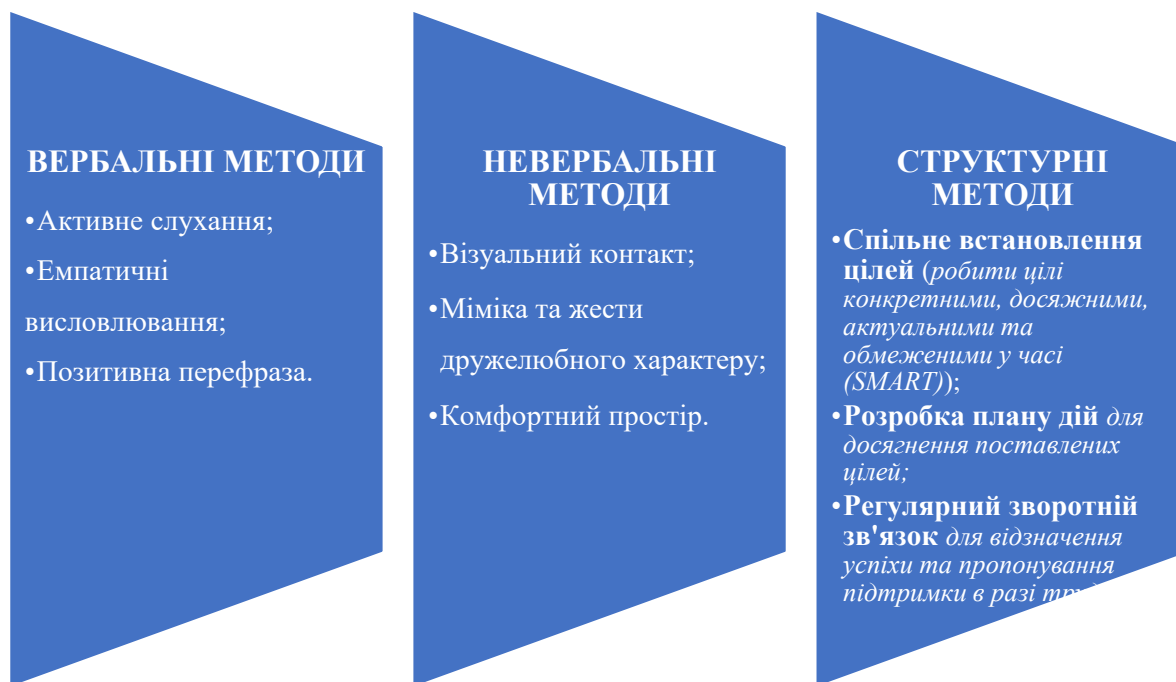 ВЕРБАЛЬНІ МЕТОДИ
•Активне слухання;
•Емпатичні
висловлювання;
•Позитивна перефраза.
НЕВЕРБАЛЬНІ
МЕТОДИ
•Візуальний контакт;
•Міміка та жести
дружелюбного характеру;
•Комфортний простір.
СТРУКТУРНІ
МЕТОДИ
•Спільне встановлення
цілей (робити цілі
конкретними, досяжними,
актуальними та
обмеженими у часі
(SMART));
•Розробка плану дій для
досягнення поставлених
цілей;
•Регулярний зворотній
зв'язок для відзначення
успіхи та пропонування
підтримки в разі